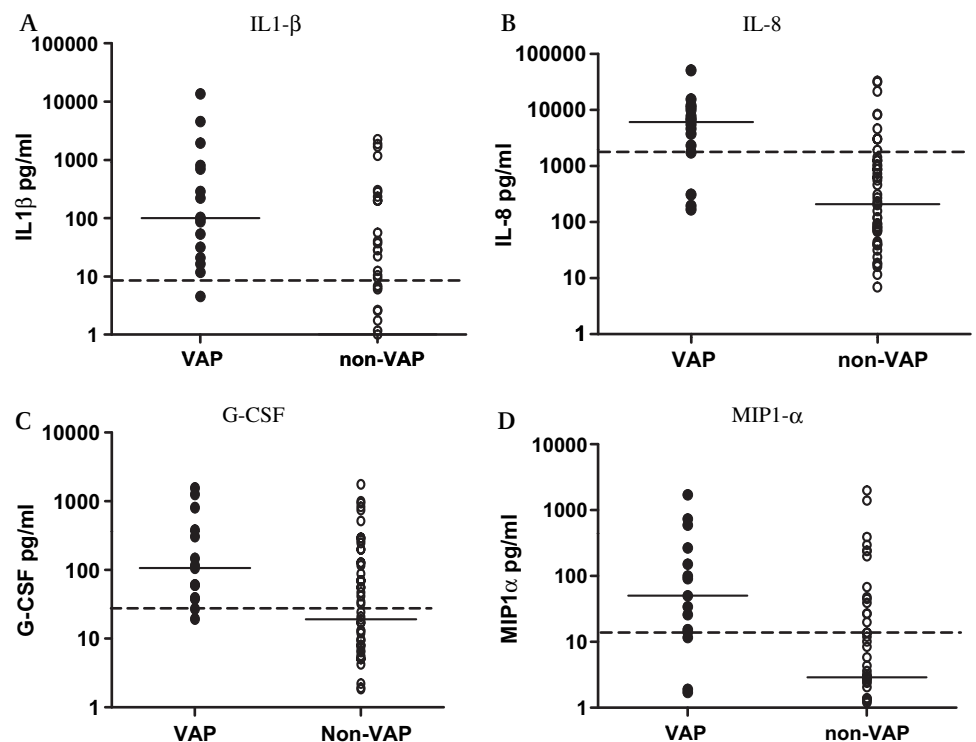 A
IL1-β
IL1β pg/ml
100000
10000
1000
100
10
1
VAP
non-VAP
B
IL-8
IL-8 pg/ml
100000
10000
1000
100
10
1
VAP
non-VAP
C
G-CSF
G-CSF pg/ml
10000
1000
100
10
1
VAP
Non-VAP
D
MIP1-α
MIP1α pg/ml
10000
1000
100
10
1
VAP
non-VAP